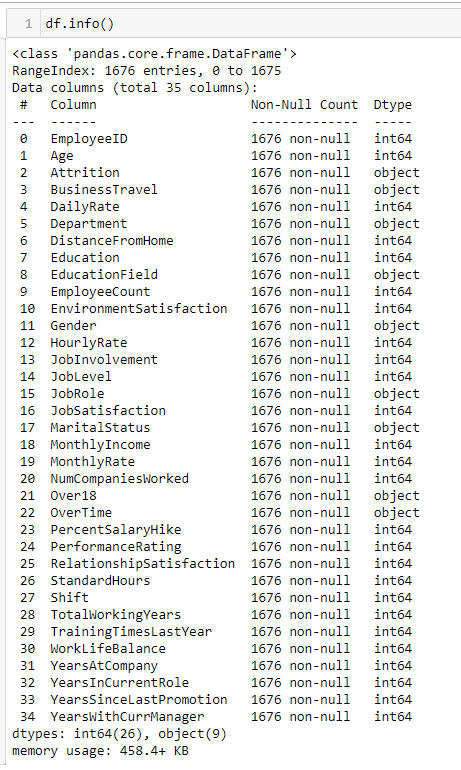 1 df.info()
<class 'pandas.core.frame.DataFrame'>
RangeIndex: 1676 entries, 0 to 1675
Data columns (total 35 columns):
 #   Column                    Non-Null Count  Dtype
---  ------                    --------------  -----
 0   EmployeeID                1676 non-null   int64
 1   Age                       1676 non-null   int64
 2   Attrition                 1676 non-null   object
 3   BusinessTravel            1676 non-null   object
 4   DailyRate                 1676 non-null   int64
 5   Department                1676 non-null   object
 6   DistanceFromHome          1676 non-null   int64
 7   Education                 1676 non-null   int64
 8   EducationField            1676 non-null   object
 9   EmployeeCount             1676 non-null   int64
 10  EnvironmentSatisfaction   1676 non-null   int64
 11  Gender                    1676 non-null   object
 12  HourlyRate                1676 non-null   int64
 13  JobInvolvement            1676 non-null   int64
 14  JobLevel                  1676 non-null   int64
 15  JobRole                   1676 non-null   object
 16  JobSatisfaction           1676 non-null   int64
 17  MaritalStatus             1676 non-null   object
 18  MonthlyIncome             1676 non-null   int64
 19  MonthlyRate               1676 non-null   int64
 20  NumCompaniesWorked        1676 non-null   int64
 21  Over18                    1676 non-null   object
 22  OverTime                  1676 non-null   object
 23  PercentSalaryHike         1676 non-null   int64
 24  PerformanceRating         1676 non-null   int64
 25  RelationshipSatisfaction  1676 non-null   int64
 26  StandardHours             1676 non-null   int64
 27  Shift                     1676 non-null   int64
 28  TotalWorkingYears         1676 non-null   int64
 29  TrainingTimesLastYear     1676 non-null   int64
 30  WorkLifeBalance           1676 non-null   int64
 31  YearsAtCompany            1676 non-null   int64
 32  YearsInCurrentRole        1676 non-null   int64
 33  YearsSinceLastPromotion   1676 non-null   int64
 34  YearsWithCurrManager      1676 non-null   int64
dtypes: int64(26), object(9)
memory usage: 458.4+ KB